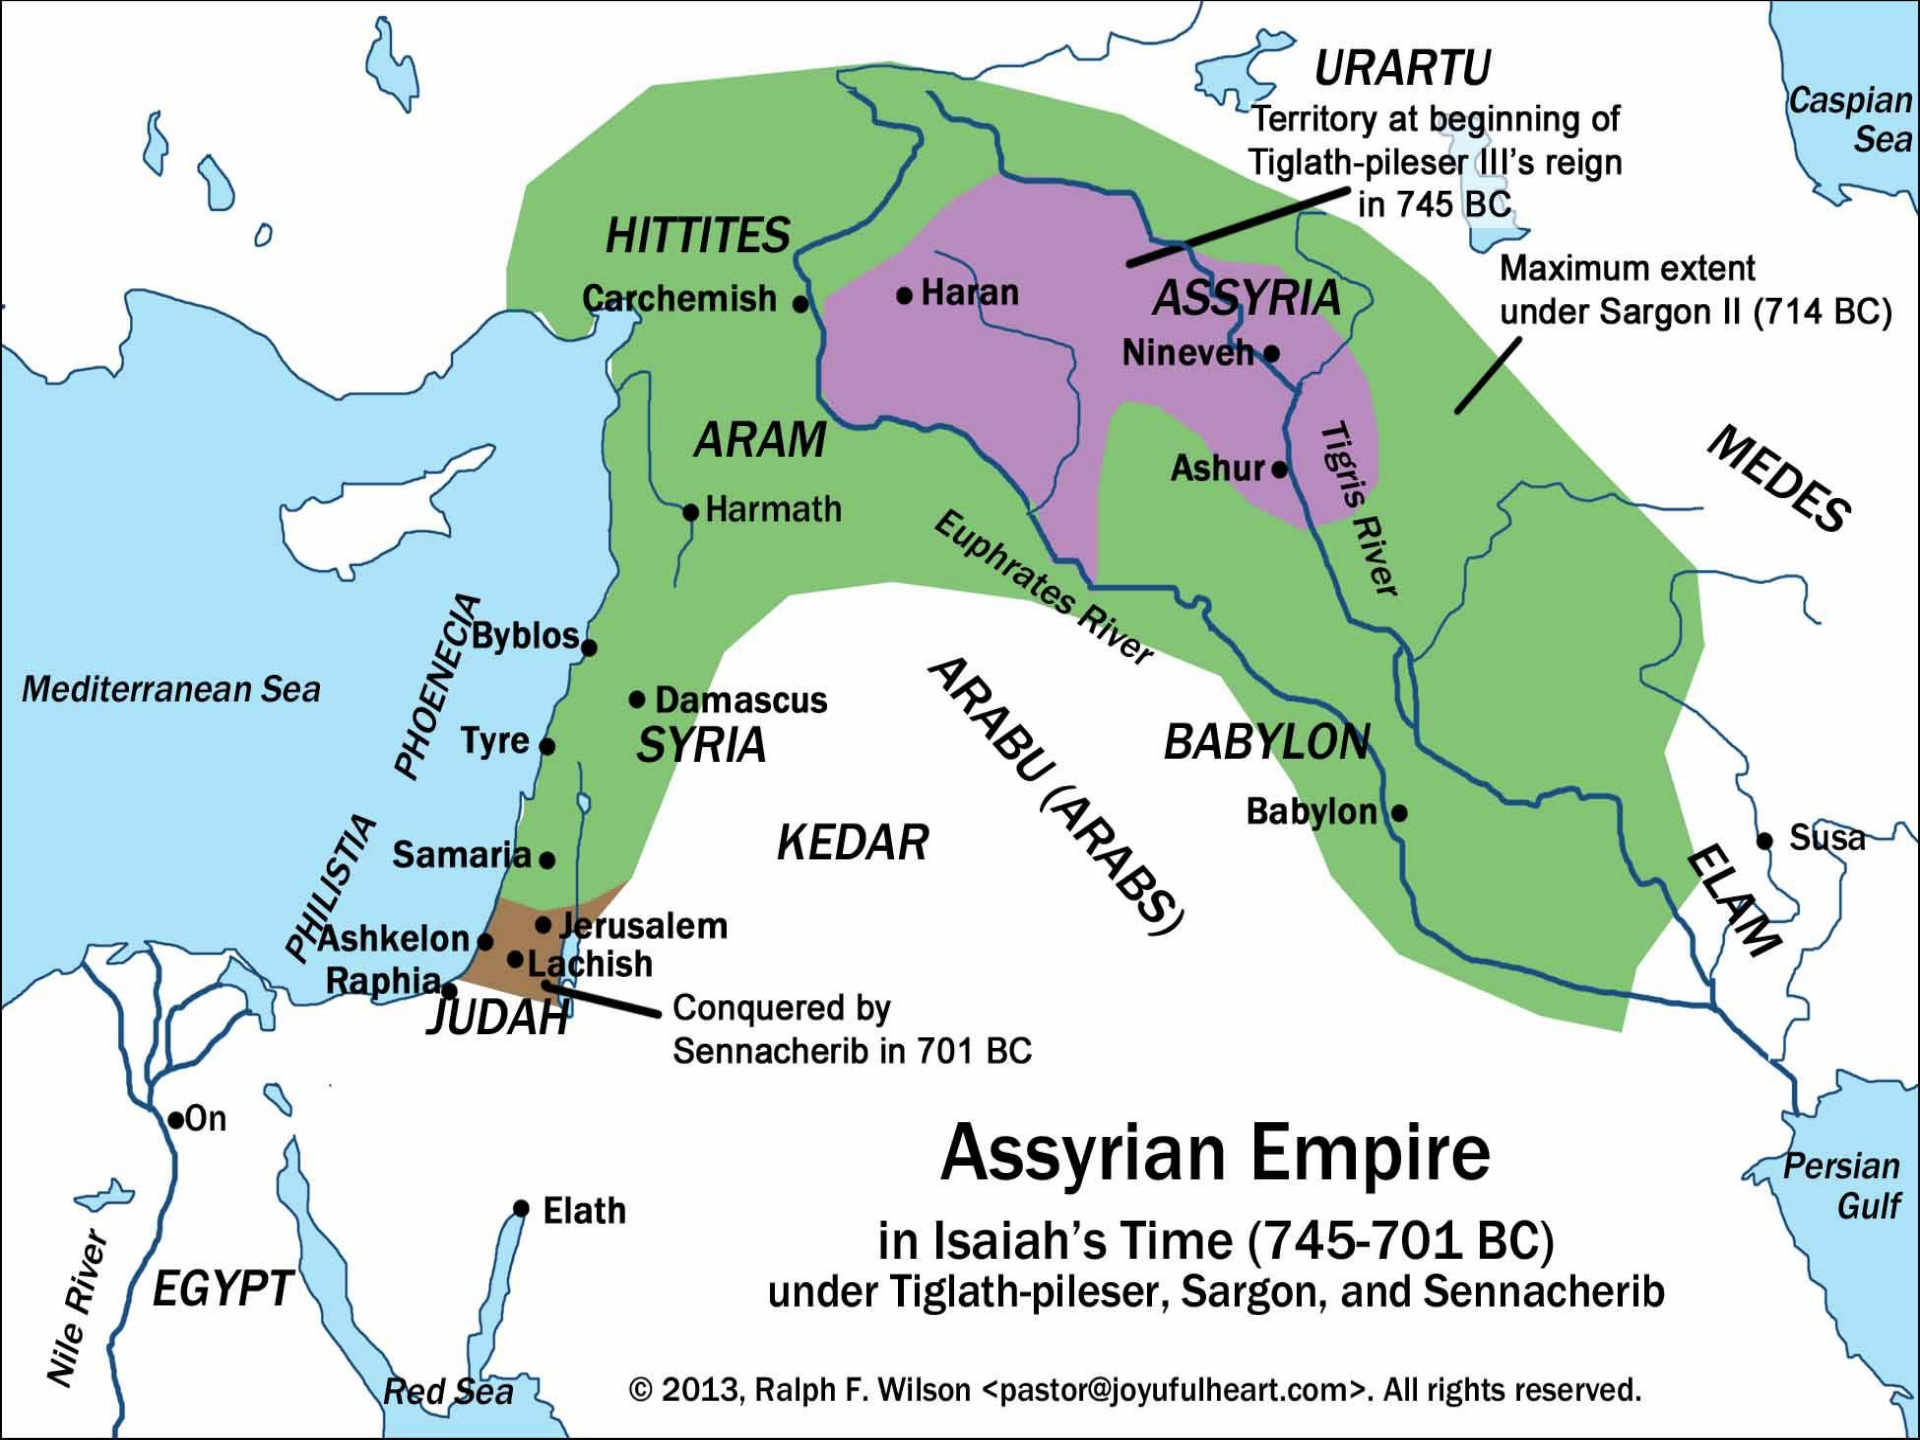 URARTU
Territory at beginning of
Tiglath-pileser III's reign
in 745 BC
Caspian
Sea
Maximum extent
under Sargon II (714 BC)
HITTITES
Carchemish
Haran
ASSYRIA
Nineveh
ARAM
Ashur
Tigris River
MEDES
Harmath
Euphrates River
PHOENECIA
Byblos
Mediterranean Sea
Damascus
Tyre
SYRIA
ARABU (ARABS)
BABYLON
Babylon
KEDAR
Susa
ELAM
Samaria
PHILISTIA
Jerusalem
Ashkelon
Lachish
Raphia
JUDAH
Conquered by
Sennacherib in 701 BC
On
Assyrian Empire
Persian
Gulf
Elath
in Isaiah's Time (745-701 BC)
under Tiglath-pileser, Sargon, and Sennacherib
Nile River
EGYPT
Red Sea
© 2013, Ralph F. Wilson <pastor@joyufulheart.com>. All rights reserved.